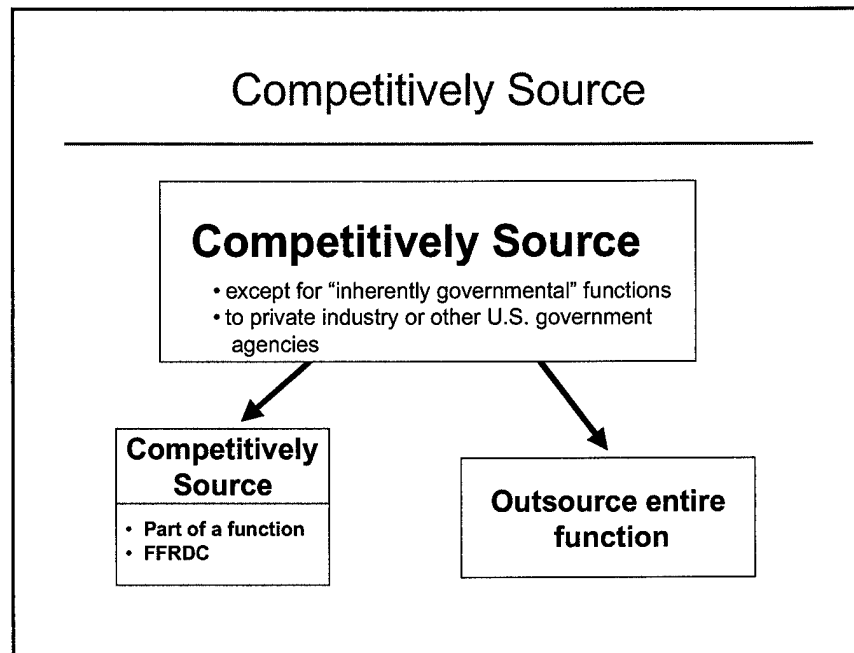 Competitively Source
Competitively Source
• except for “inherently governmental” functions
• to private industry or other U.S. government
agencies
Competitively
Source
• Part of a function
• FFRDC
Outsource entire
function